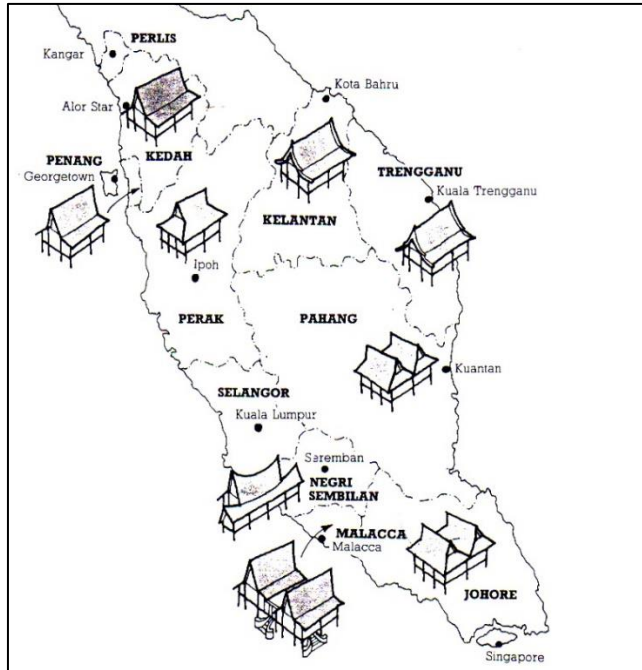 PERLIS
Kangar
Kota Bahru
Alor Star
PENANG
Georgetown
KEDAH
TRENGGANU
Kuala Trengganu
KELANTAN
Ipoh
PERAK
PAHANG
Kuantan
SELANGOR
Kuala Lumpur
Seremban
NEGRI
SEMBILAN
MALACCA
Malacca
JOHORE
Singapore